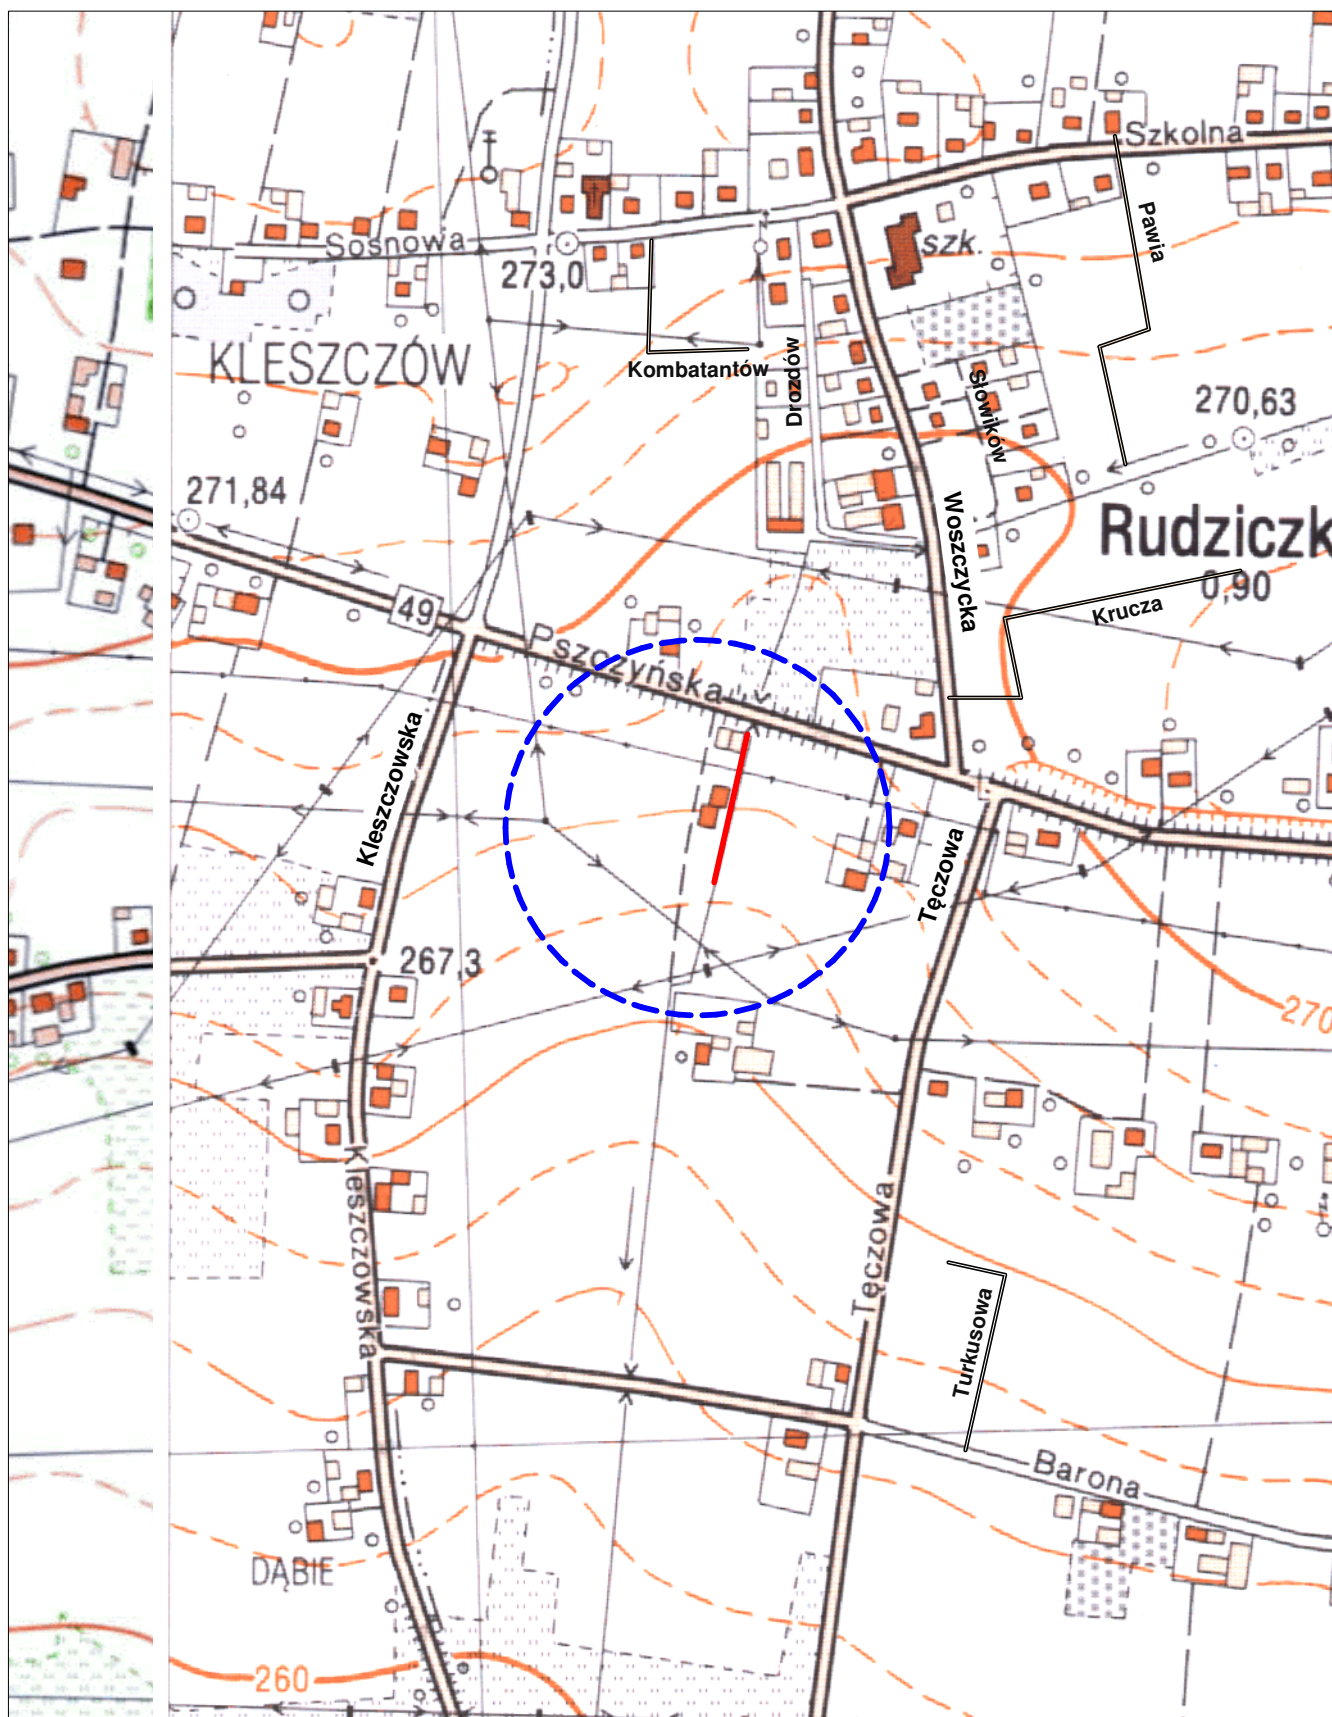 Szkolna
Pawia
Sosnowa
szk.
273,0
KLESZCZÓW
Kombatantów
Drozdów
Słowików
270,63
271,84
Woszczycka
Rudziczk
0,90
Krucza
49
Pszczyńska
Kleszczowska
Tęczowa
267,3
270
Kleszczowska
Tęczowa
Turkusowa
Barona
DĄBIE
260